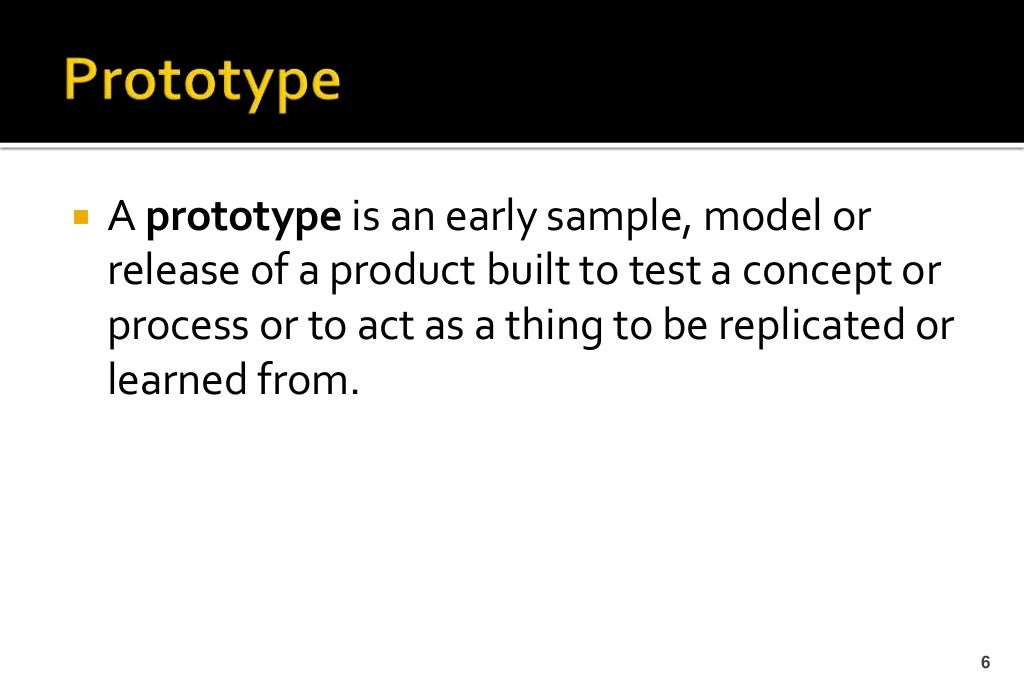 Prototype
A prototype is an early sample, model or
release of a product built to test a concept or
process or to act as a thing to be replicated or
learned from.
6